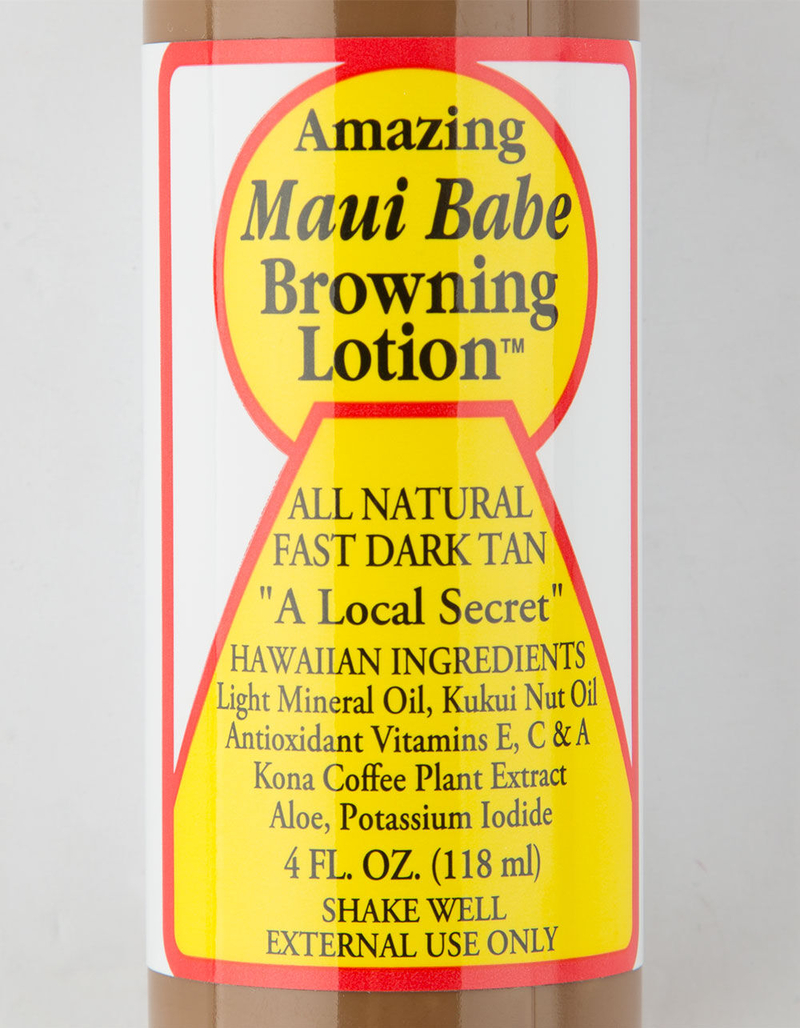 Amazing
Maui Babe
Browning
Lotion™
ALL NATURAL
FAST DARK TAN
"A Local Secret"
HAWAIIAN INGREDIENTS
Light Mineral Oil, Kukui Nut Oil
Antioxidant Vitamins E, C & A
Kona Coffee Plant Extract
Aloe, Potassium Iodide
4 FL. OZ. (118 ml)
SHAKE WELL
EXTERNAL USE ONLY